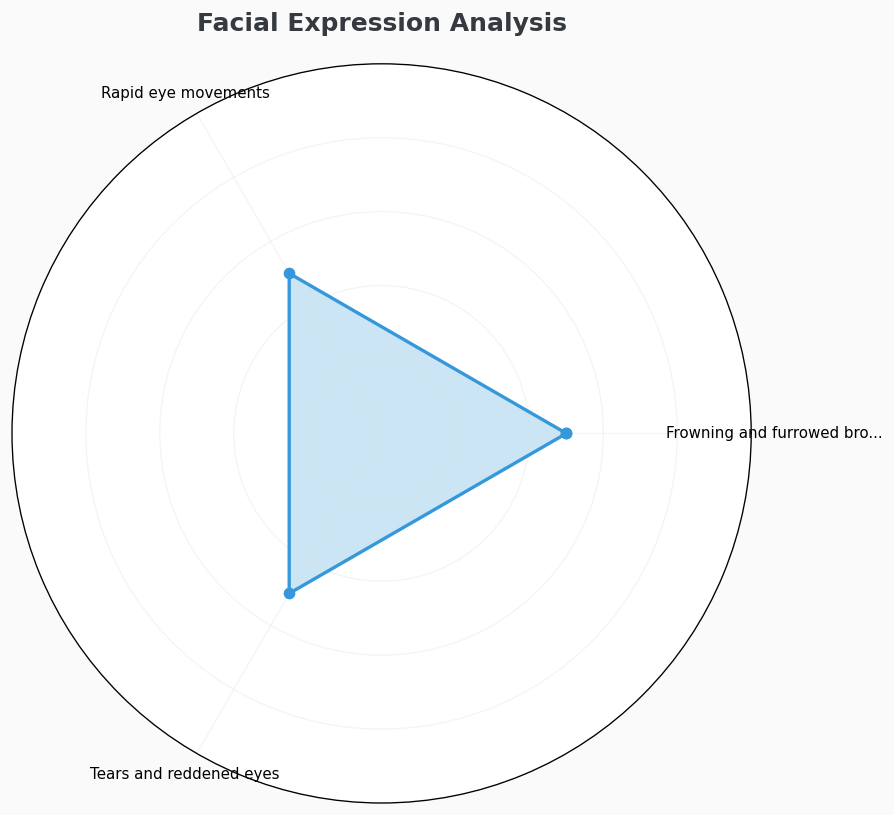 Facial Expression Analysis
Rapid eye movements
Frowning and furrowed bro...
Tears and reddened eyes